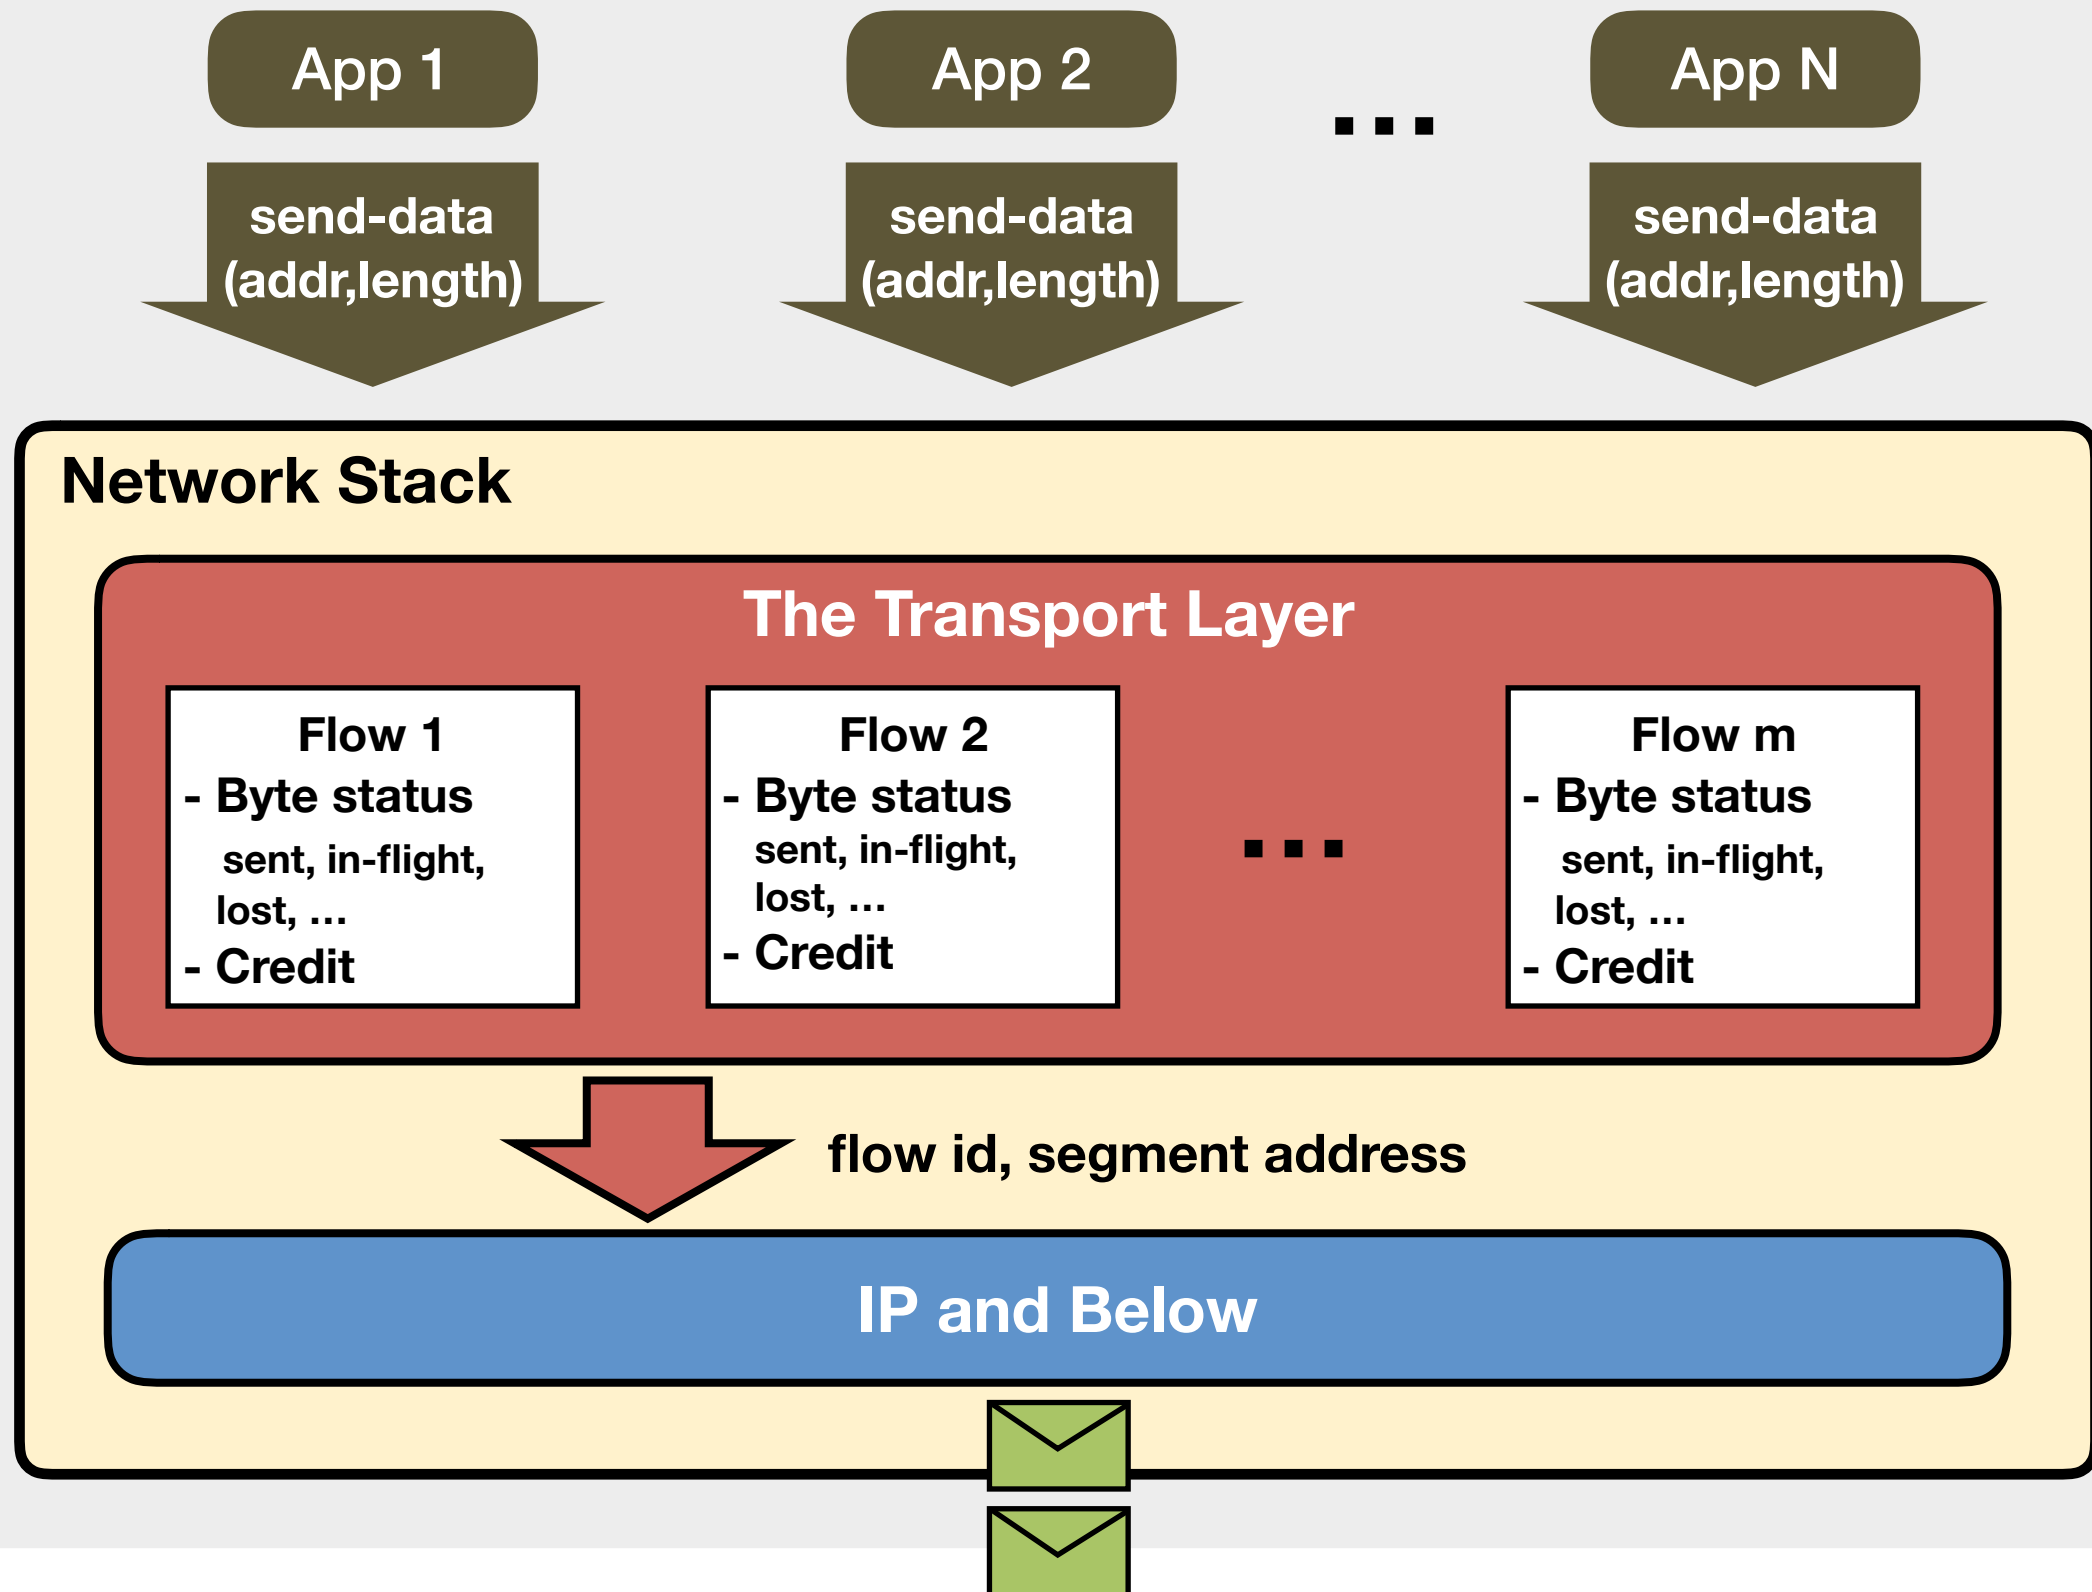 App 1
App 2
...
App N
send-data
(addr,length)
send-data
(addr,length)
send-data
(addr,length)
Network Stack
The Transport Layer
Flow 1
- Byte status
sent, in-flight,
lost, ...
- Credit
Flow 2
- Byte status
sent, in-flight,
lost, ...
- Credit
...
Flow m
- Byte status
sent, in-flight,
lost, ...
- Credit
flow id, segment address
IP and Below